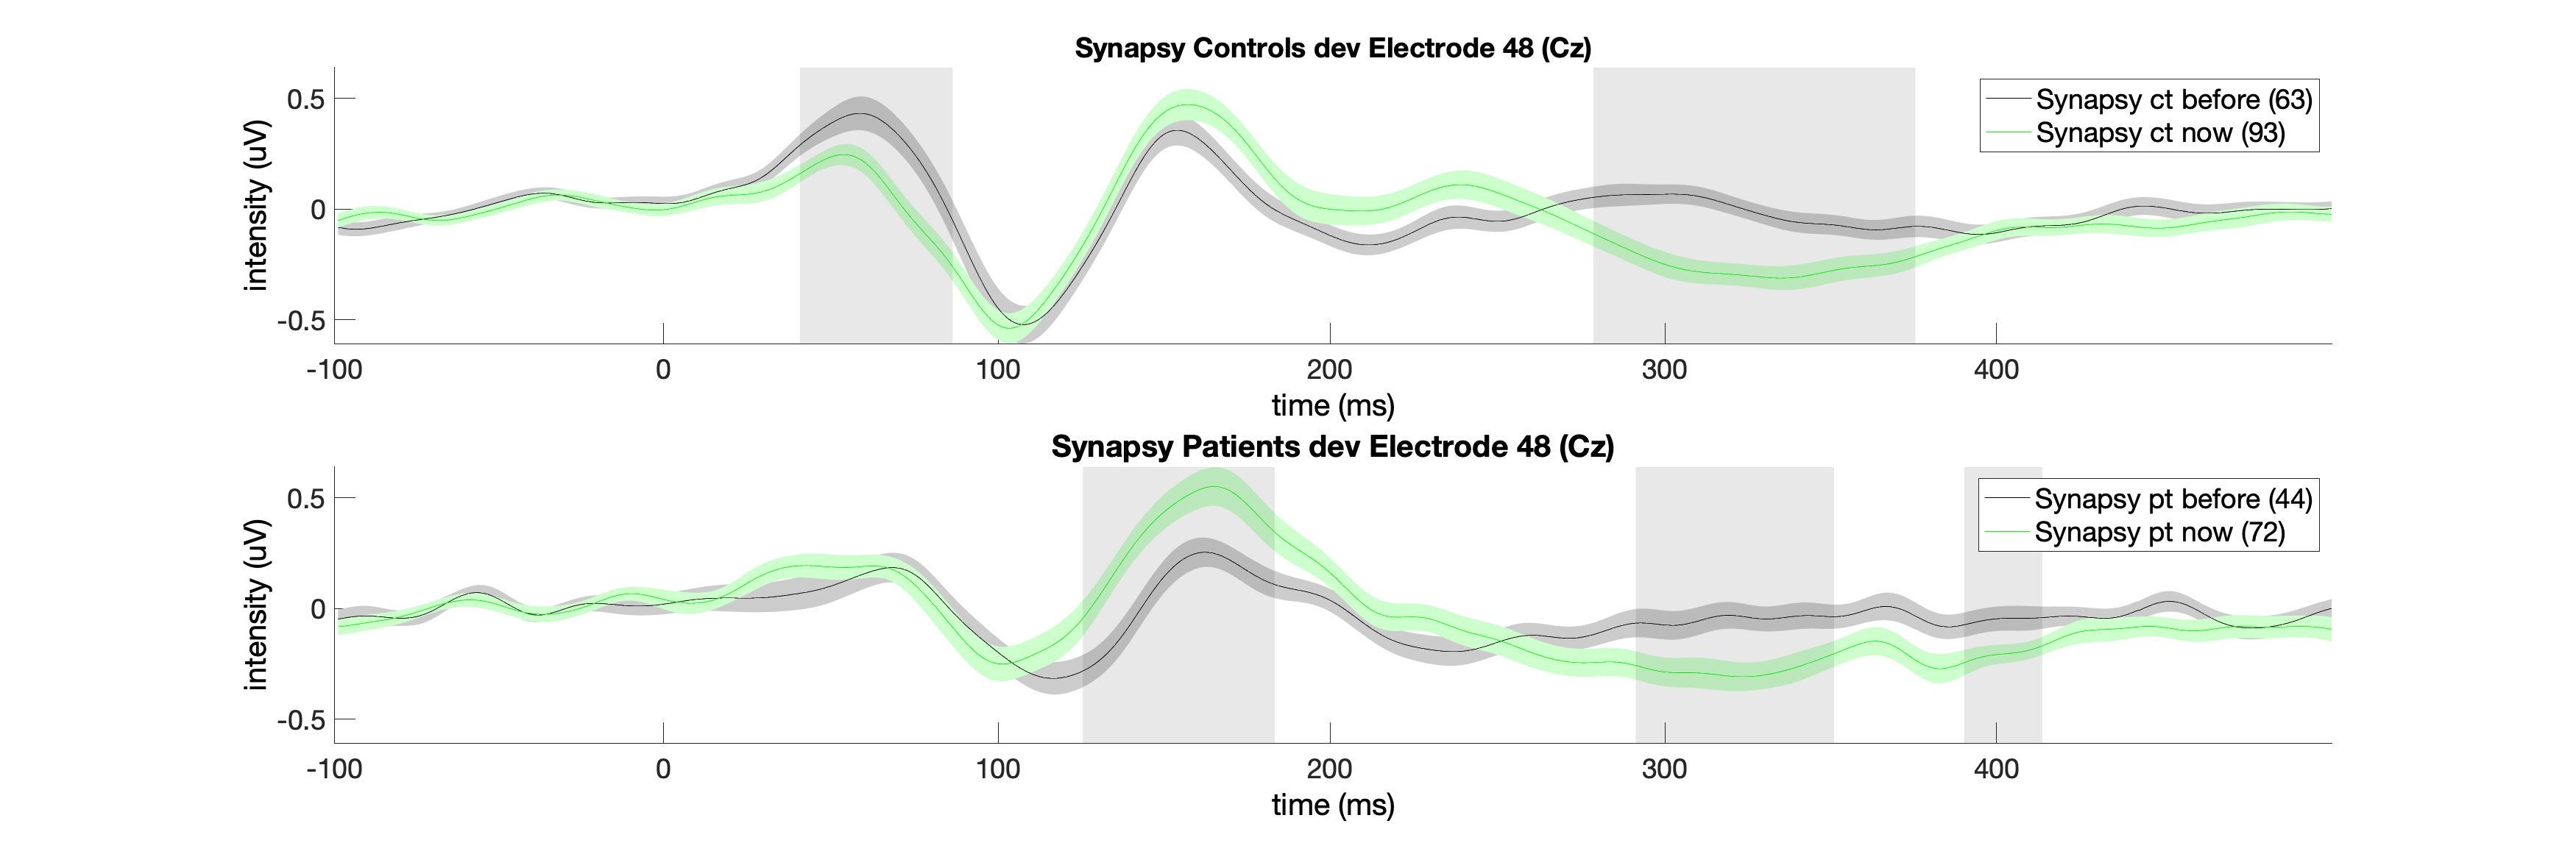 Synapsy Controls dev Electrode 48 (Cz)
0.5
0
-0.5
intensity (uV)
-100 0 100 200 300 400
time (ms)
Synapsy ct before (63)
Synapsy ct now (93)
Synapsy Patients dev Electrode 48 (Cz)
0.5
0
-0.5
intensity (uV)
-100 0 100 200 300 400
time (ms)
Synapsy pt before (44)
Synapsy pt now (72)